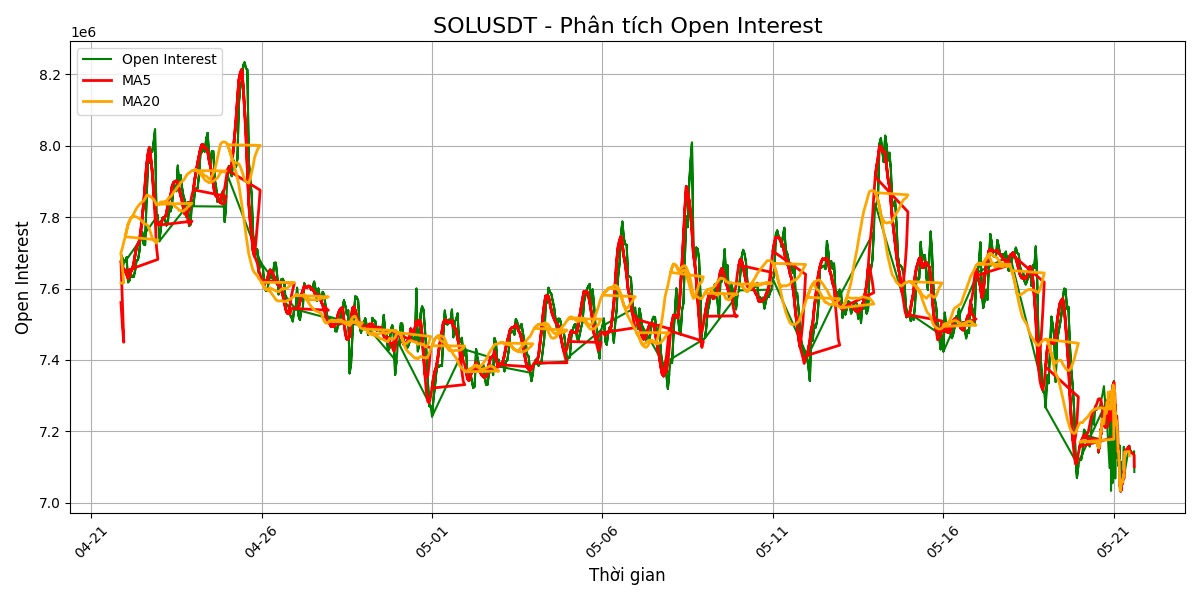 SOLUSDT - Phân tích Open Interest
1e6
Open Interest
MA5
MA20
8.2
8.0
7.8
7.6
7.4
7.2
7.0
Open Interest
04-21
04-26
05-01
05-06
05-11
05-16
05-21
Thời gian